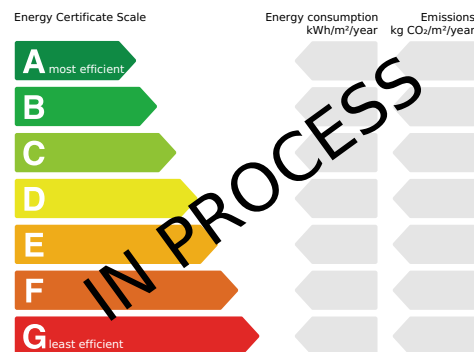 Energy Certificate Scale
Energy consumption
kWh/m²/year
Emissions
kg CO₂/m²/year
A most efficient
B
C
D
E
F
G least efficient
IN PROCESS